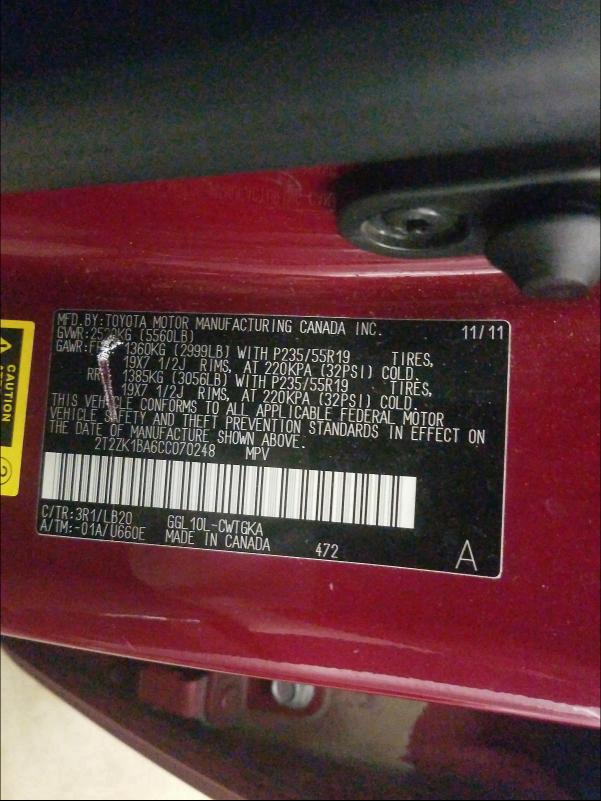 MFD.BY:TOYOTA MOTOR MANUFACTURING CANADA INC. 11/11
GVWR: (5560LB)
GAWR: 1360KG (2999LB) WITH P235/55R19 TIRES,
19X7 1/2J RIMS, AT 220KPA (32PSI) COLD.
RR 1385KG (3056LB) WITH P235/55R19 TIRES,
19X7 1/2J RIMS, AT 220KPA (32PSI) COLD.
THIS VEHICLE CONFORMS TO ALL APPLICABLE FEDERAL MOTOR
VEHICLE SAFETY AND THEFT PREVENTION STANDARDS IN EFFECT ON
THE DATE OF MANUFACTURE SHOWN ABOVE.
2T2ZK1BA6CC070248 MPV
C/TR:3R1/LB20 GGL10L-CWTGKA
A/TM:-01A/U660E MADE IN CANADA 472 A
CAUTION